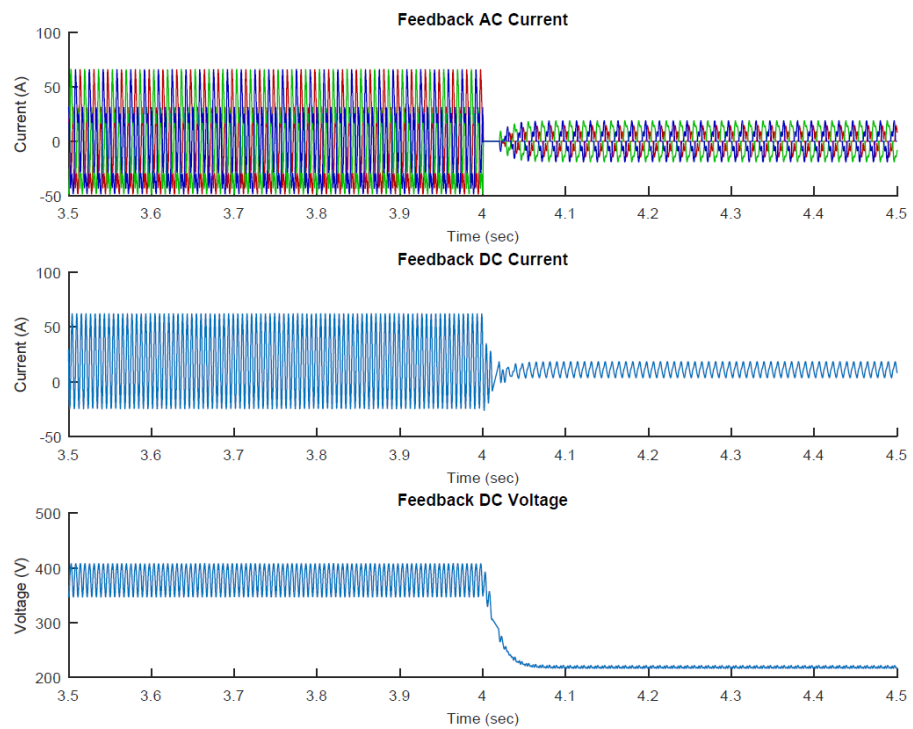 Feedback AC Current
100
50
0
-50
Current (A)
3.5 3.6 3.7 3.8 3.9 4 4.1 4.2 4.3 4.4 4.5
Time (sec)
Feedback DC Current
100
50
0
-50
Current (A)
3.5 3.6 3.7 3.8 3.9 4 4.1 4.2 4.3 4.4 4.5
Time (sec)
Feedback DC Voltage
500
400
300
200
Voltage (V)
3.5 3.6 3.7 3.8 3.9 4 4.1 4.2 4.3 4.4 4.5
Time (sec)